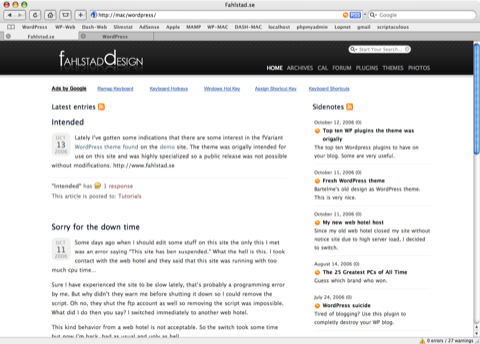 Fahlstad.se
http://mac/wordpress/
RSS
Google
WordPress WP-Web Dash-Web Slimstat AdSense Amapp WP-MAC DASH-MAC localhost phpmyadmin Lopnet scriptaculous
Fahlstad.se WordPress
FAHLSTADDESIGN
Start Your Search...
HOME ARCHIVES CAL FORUM PLUGINS THEMES PHOTOS
Ads by Google Remap Keyboard Keyboard Hotkeys Windows Hot Key Assign Shortcut Key Keyboard Shortcuts
Latest entries
Intended
OCT
13
2006
Lately I've gotten some indications that there are some interest in the fVariant
WordPress theme found on the demo site. The theme was origally intended for
use on this site and was highly specialized so a public release was not possible
without modifications. http://www.fahlstad.se
"Intended" has 1 response
This article is posted to: Tutorials
Sorry for the down time
OCT
11
2006
Some days ago when I should edit some stuff on this site the only this I met
was an error saying "This site has ben suspended." What the hell is this. I took
contact with the web hotel and they said that this site was running with too
much cpu time...
Sure I have experienced the site to be slow lately, that's probably a programming error
by me. But why didn't they warn me before shutting it down so I could remove the
script. Oh no, they shut the ftp account as well so removing the script was impossible.
What did I do then you say? I switched immediately to another web hotel.
This kind behavior from a web hotel is not acceptable. So the switch took some time
but now I'm back, bad as usual and ugly as hell
Sidenotes
October 12, 2006 (0)
Top ten WP plugins the theme was
origally
The top ten Wordpress plugins to have on
your blog. Some are very useful.
October 11, 2006 (0)
Fresh WordPress theme
Bartelme's old design as WordPress theme.
This is very nice.
October 11, 2006 (0)
My new web hotel host
Since my old web hotel closed my site without
notice site due to high server load, I decided
to switch.
August 14, 2006 (0)
The 25 Greatest PCs of All Time
Guess which brand who won.
July 24, 2006 (0)
WordPress suicide
Tired of blogging? Use this plugin to
completly destroy your WP blog.
0 errors / 27 warnings